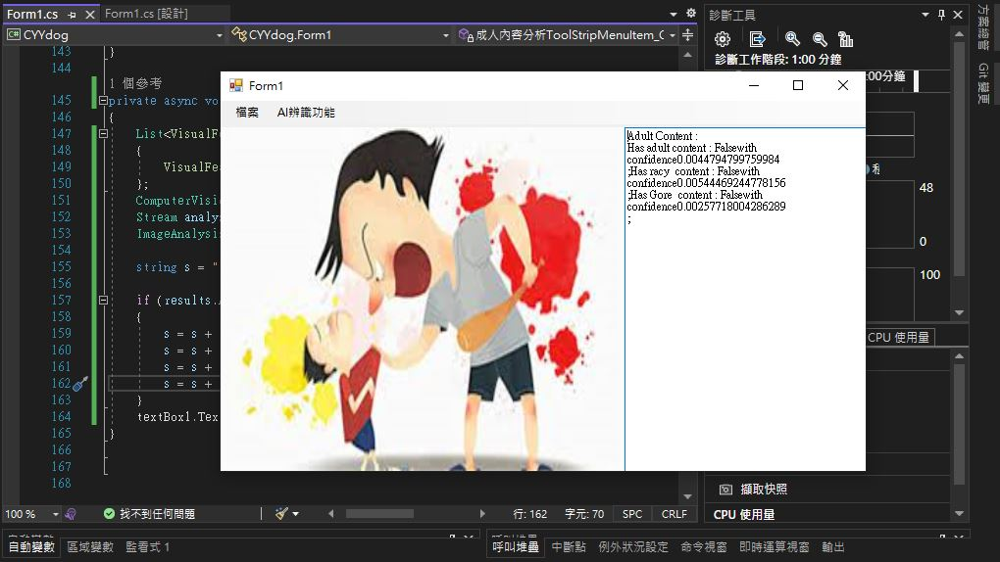 Form1.cs
Form1.cs [設計]
CYYdog
CYYdog.Form1
成人內容分析ToolStripMenuItem_C
診斷工具
診斷工作階段: 1:00 分鐘
:00分鐘
方案總管
Git 變更
143 }
144
1 個參考
145 private async vo
146 {
147 List<VisualF
148 {
149 VisualFe
150 };
151 ComputerVisi
152 Stream analy
153 ImageAnalysi
154
155 string s = "
156
157 if (results.
158 {
159 s = s +
160 s = s +
161 s = s +
162 s = s +
163 }
164 textBox1.Tex
165 }
166
167
168
Form1
檔案 AI辨識功能
Adult Content :
Has adult content : Falsewith
confidence0.0044794799759984
;Has racy  content : Falsewith
confidence0.00544469244778156
;Has Gore  content : Falsewith
confidence0.00257718004286289
;
48
0
100
CPU 使用量
擷取快照
CPU 使用量
100 %
找不到任何問題
行: 162
字元: 70
SPC
CRLF
自動變數
自動變數 區域變數 監看式 1
呼叫堆疊
呼叫堆疊 中斷點 例外狀況設定 命令視窗 即時運算視窗 輸出